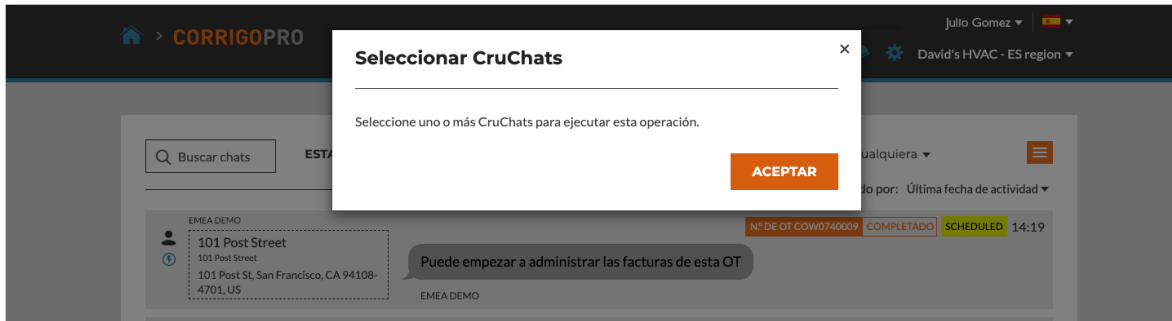 Julio Gomez
> CORRIGOPRO
David's HVAC - ES region
Seleccionar CruChats
×
Seleccione uno o más CruChats para ejecutar esta operación.
ACEPTAR
Buscar chats
ESTA
ualquiera
do por: Última fecha de actividad
EMEA DEMO
N.º DE OT COW0740009 COMPLETADO SCHEDULED 14:19
101 Post Street
101 Post Street
101 Post St, San Francisco, CA 94108-
4701, US
Puede empezar a administrar las facturas de esta OT
EMEA DEMO